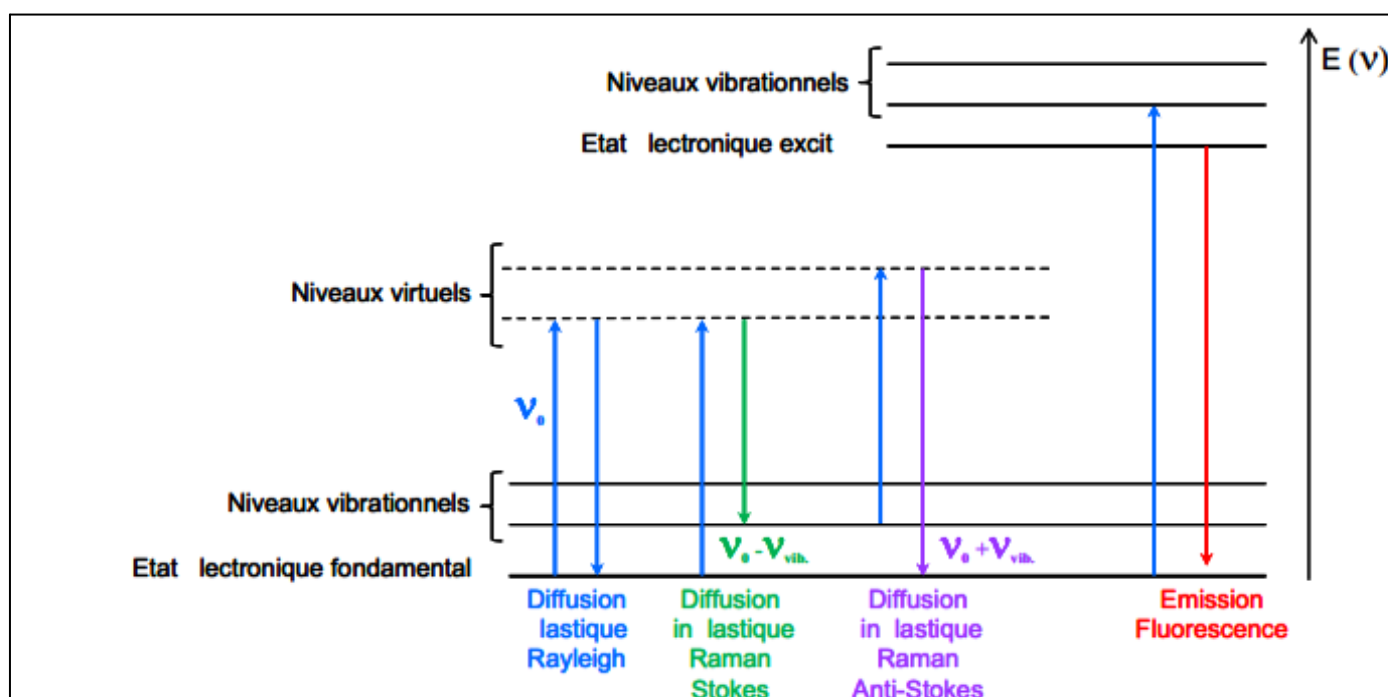 E (ν)
Niveaux vibrationnels
Etat lectronique excit
Niveaux virtuels
ν₀
Niveaux vibrationnels
ν₀ - νvib.
ν₀ + νvib.
Etat lectronique fondamental
Diffusion
lastique
Rayleigh
Diffusion
in lastique
Raman
Stokes
Diffusion
in lastique
Raman
Anti-Stokes
Emission
Fluorescence